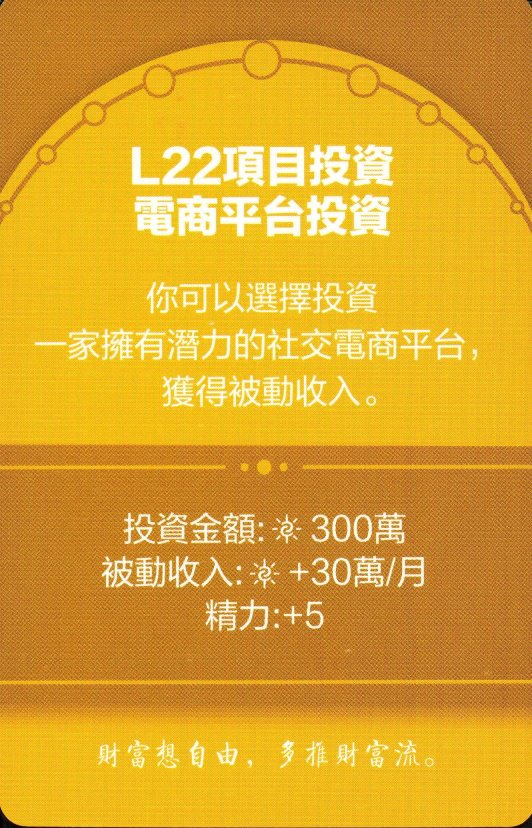 L22項目投資
電商平台投資
你可以選擇投資
一家擁有潛力的社交電商平台，
獲得被動收入。
投資金額: 300萬
被動收入: +30萬/月
精力:+5
財富想自由，多推財富流。